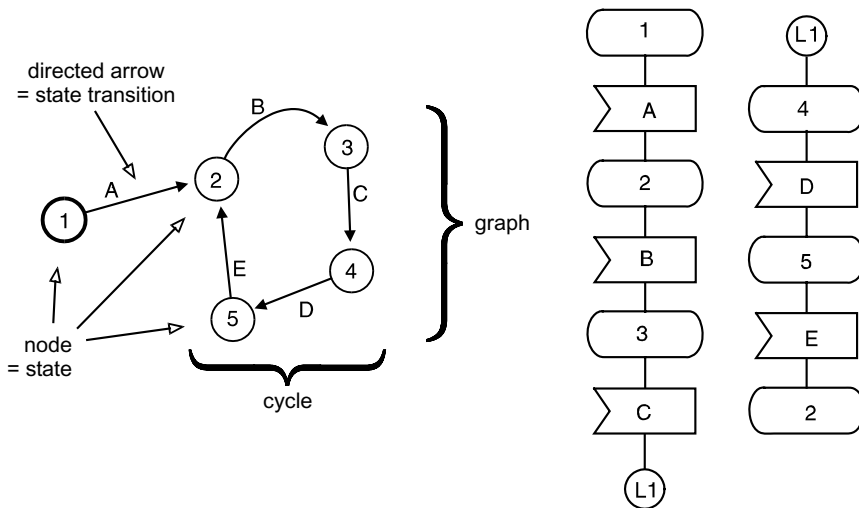 directed arrow
= state transition
B
A
1
2
3
C
4
E
D
5
graph
node
= state
cycle
1
A
2
B
3
C
L1
L1
4
D
5
E
2